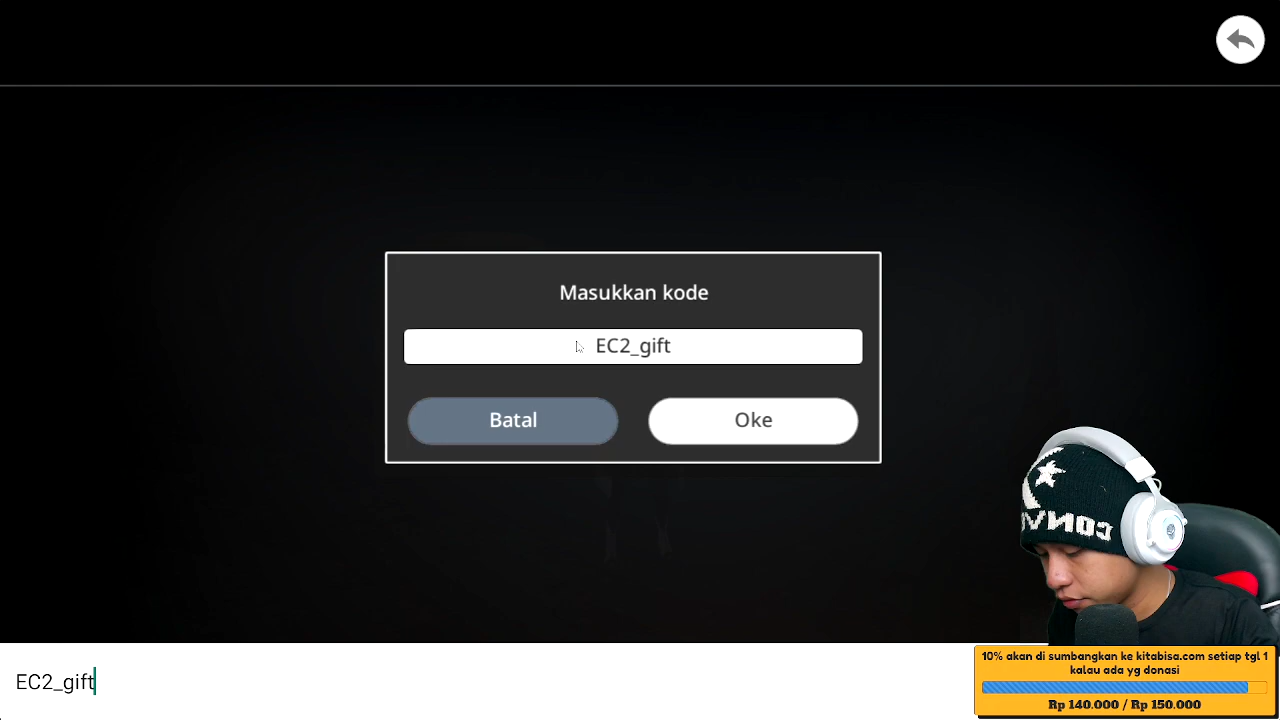 Masukkan kode
EC2_gift
Batal
Oke
EC2_gift
CONV
10% akan di sumbangkan ke kitabisa.com setiap tgl 1
kalau ada yg donasi
Rp 140.000 / Rp 150.000